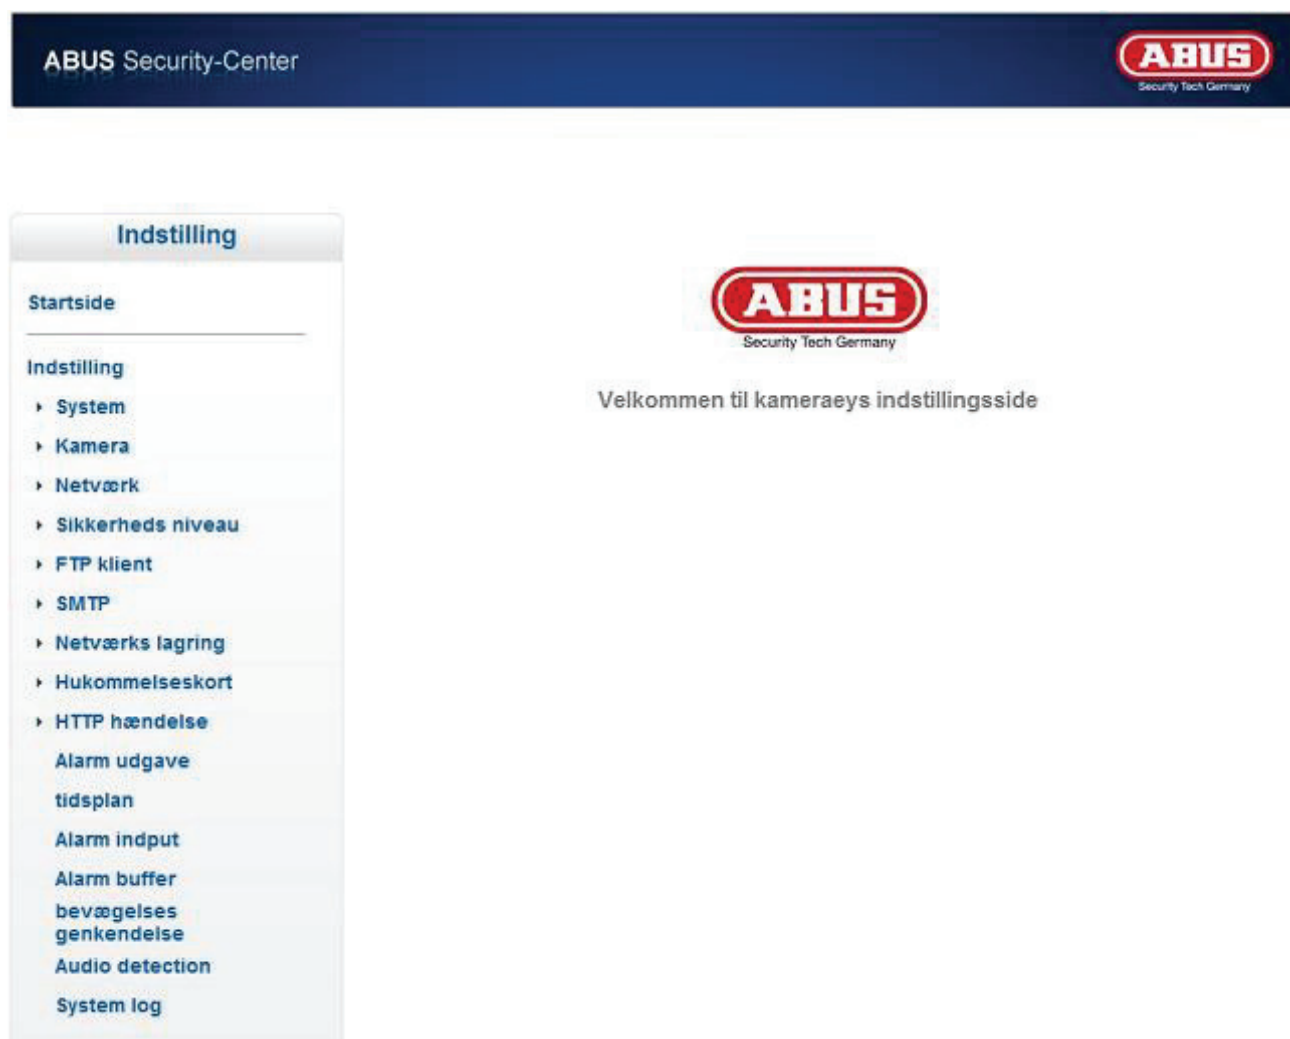 ABUS Security-Center
ABUS
Security Tech Germany
Indstilling
Startside
Indstilling
System
Kamera
Netværk
Sikkerheds niveau
FTP klient
SMTP
Netværks lagring
Hukommelseskort
HTTP hændelse
Alarm udgave
tidsplan
Alarm indput
Alarm buffer
bevægelses
genkendelse
Audio detection
System log
ABUS
Security Tech Germany
Velkommen til kameraeys indstillingsside